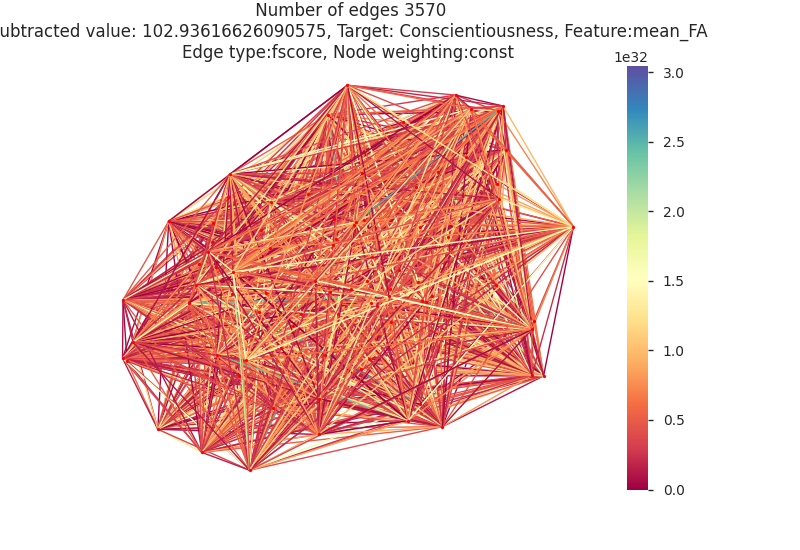 Number of edges 3570
ubtracted value: 102.93616626090575, Target: Conscientiousness, Feature:mean_FA
Edge type:fscore, Node weighting:const
1e32
3.0
2.5
2.0
1.5
1.0
0.5
0.0